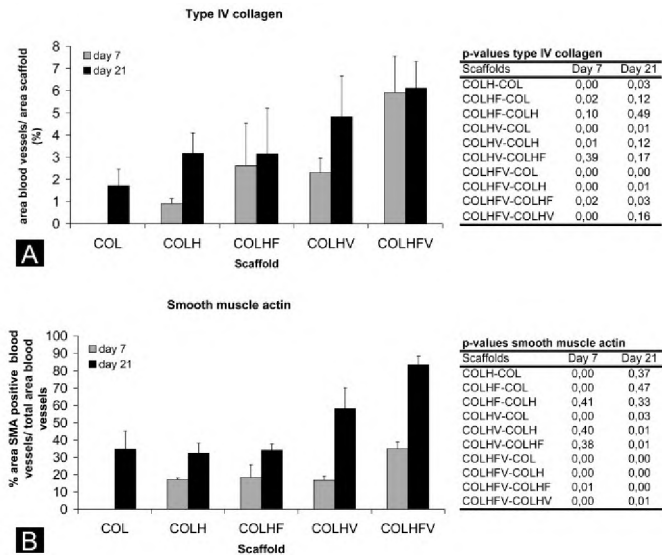 Type IV collagen
8
7
6
5
4
3
2
1
0
area blood vessels/ area scaffold
(%)
day 7
day 21
COL COLH COLHF COLHV COLHFV
Scaffold
A
p-values type IV collagen
Scaffolds Day 7 Day 21
COLH-COL 0,00 0,03
COLHF-COL 0,02 0,12
COLHF-COLH 0,10 0,49
COLHV-COL 0,00 0,01
COLHV-COLH 0,01 0,12
COLHV-COLHF 0,39 0,17
COLHFV-COL 0,00 0,00
COLHFV-COLH 0,00 0,01
COLHFV-COLHF 0,02 0,03
COLHFV-COLHV 0,00 0,16
Smooth muscle actin
100
90
80
70
60
50
40
30
20
10
0
% area SMA positive blood
vessels/ total area blood
vessels
day 7
day 21
COL COLH COLHF COLHV COLHFV
Scaffold
B
p-values smooth muscle actin
Scaffolds Day 7 Day 21
COLH-COL 0,00 0,37
COLHF-COL 0,00 0,47
COLHF-COLH 0,41 0,33
COLHV-COL 0,00 0,03
COLHV-COLH 0,40 0,01
COLHV-COLHF 0,38 0,01
COLHFV-COL 0,00 0,00
COLHFV-COLH 0,00 0,00
COLHFV-COLHF 0,01 0,00
COLHFV-COLHV 0,00 0,01